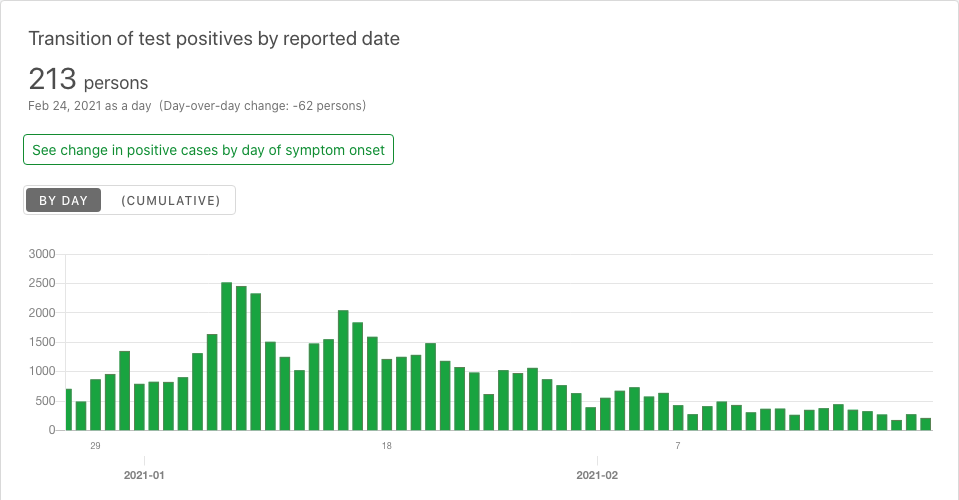 Transition of test positives by reported date
213 persons
Feb 24, 2021 as a day (Day-over-day change: -62 persons)
See change in positive cases by day of symptom onset
BY DAY (CUMULATIVE)
3000
2500
2000
1500
1000
500
0
29 18 7
2021-01 2021-02